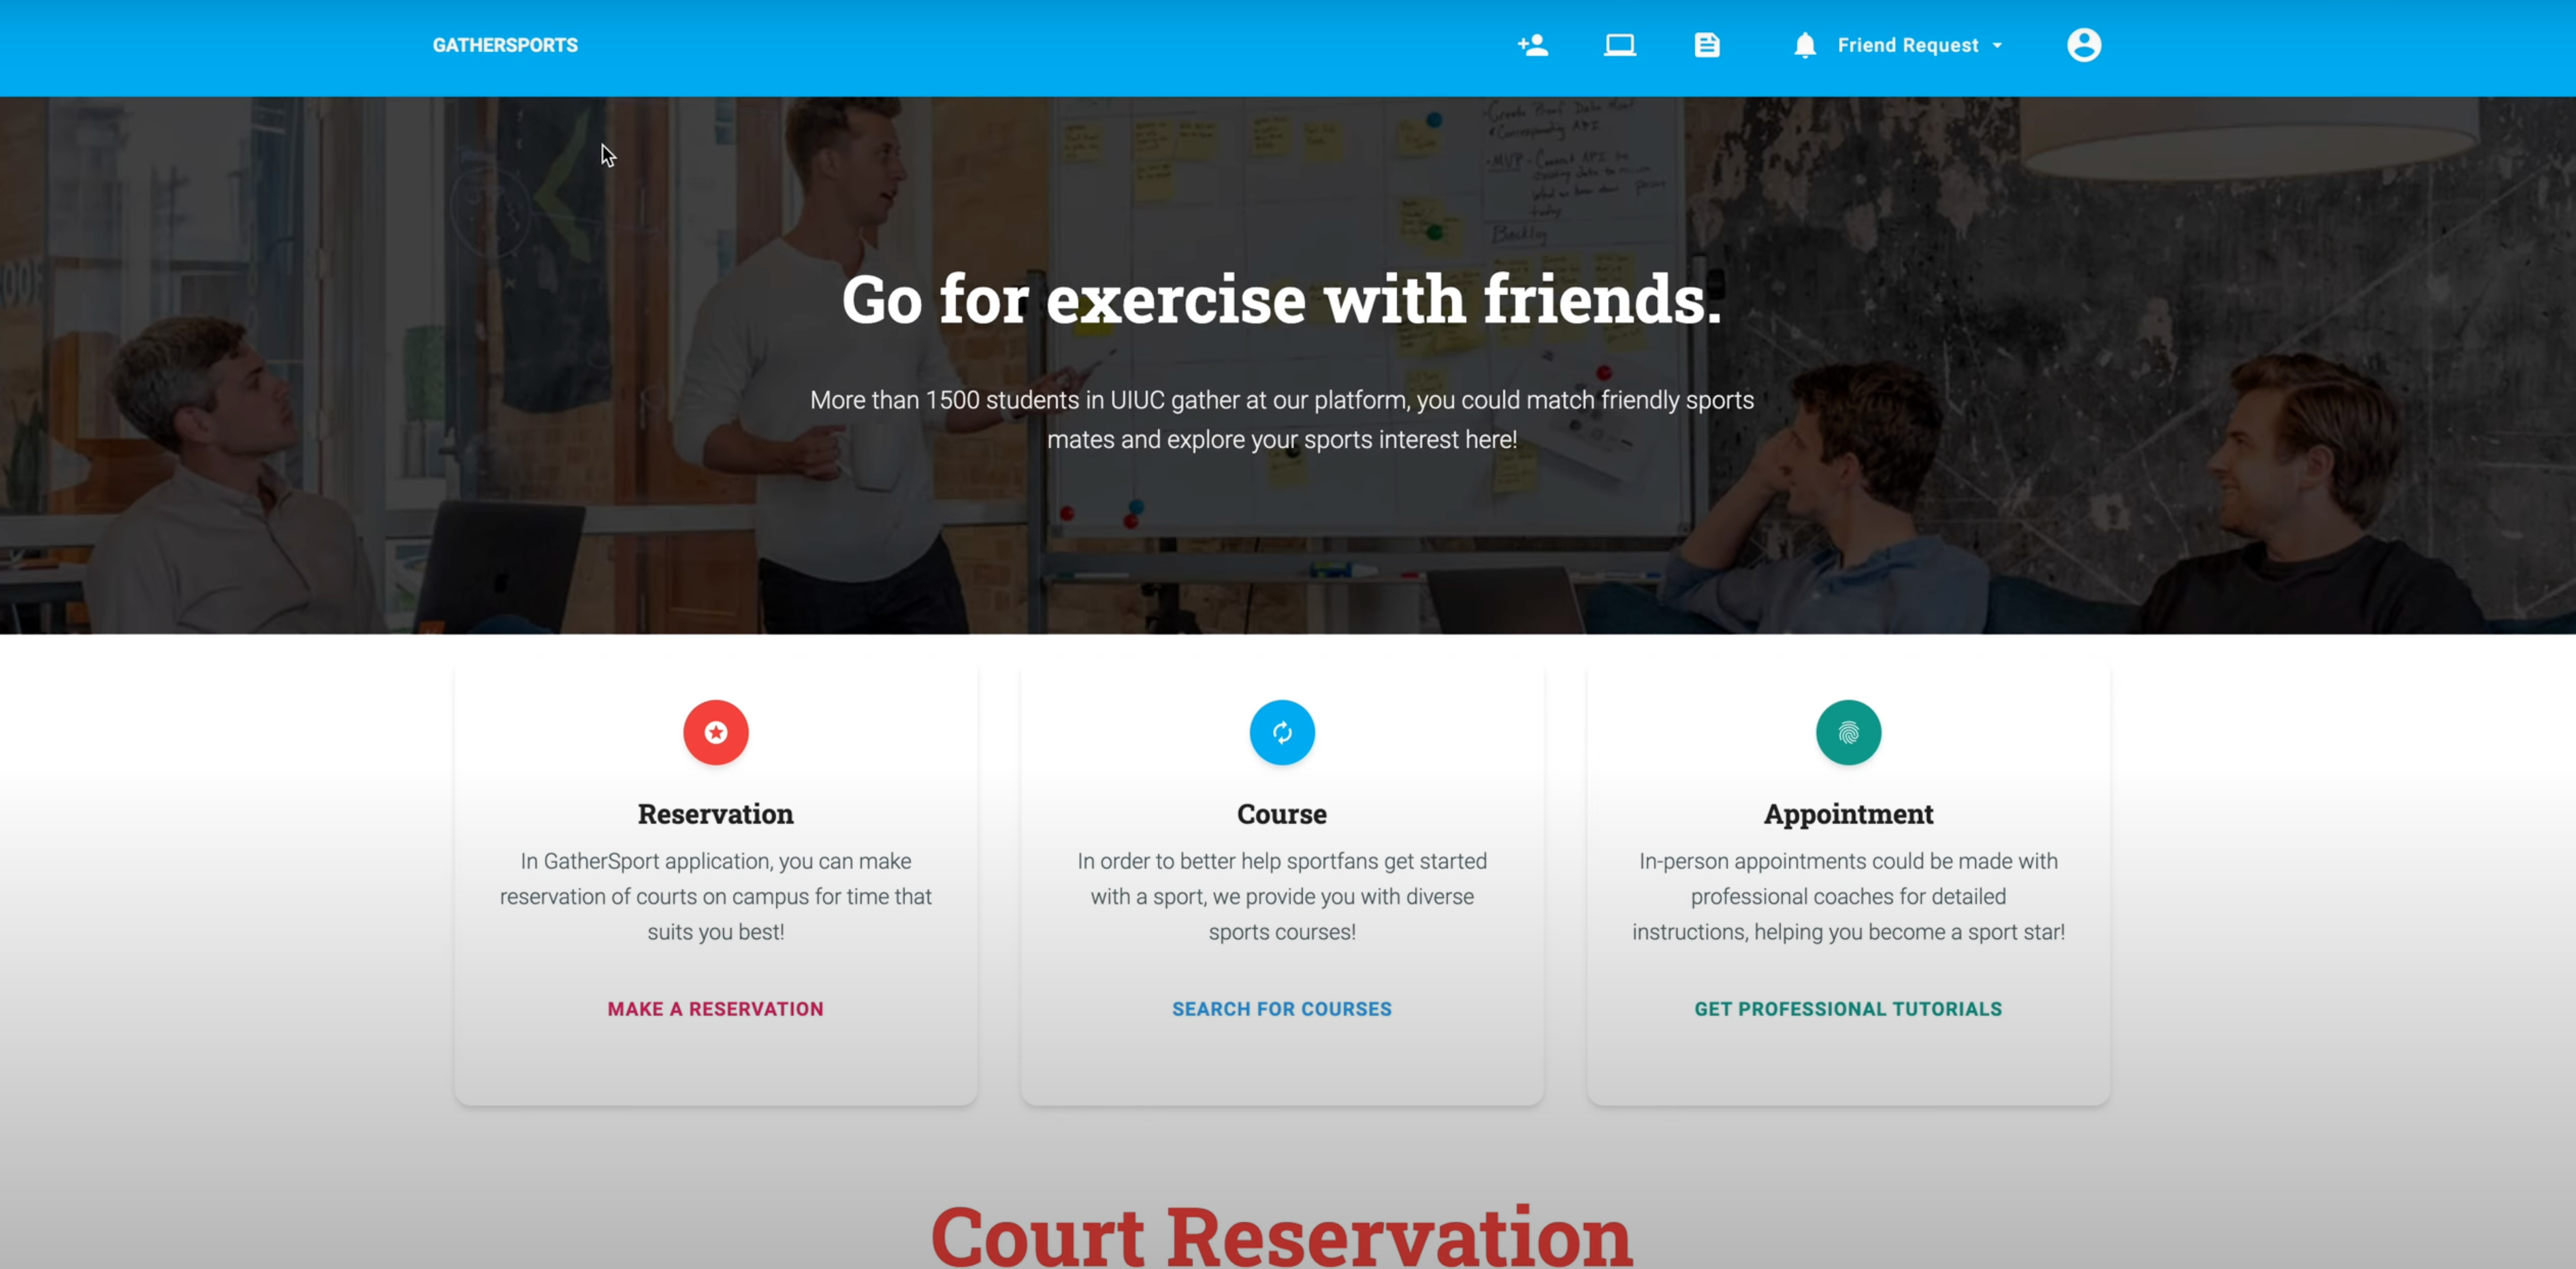 GATHERSPORTS
Friend Request
Go for exercise with friends.
More than 1500 students in UIUC gather at our platform, you could match friendly sports
mates and explore your sports interest here!
Backlog
Reservation
In GatherSport application, you can make
reservation of courts on campus for time that
suits you best!
MAKE A RESERVATION
Course
In order to better help sportfans get started
with a sport, we provide you with diverse
sports courses!
SEARCH FOR COURSES
Appointment
In-person appointments could be made with
professional coaches for detailed
instructions, helping you become a sport star!
GET PROFESSIONAL TUTORIALS
Court Reservation